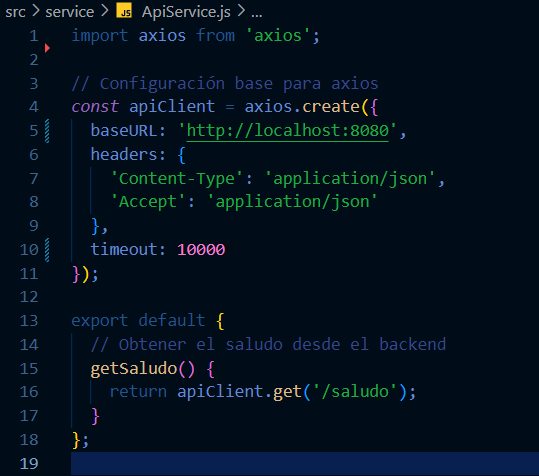 src > service > JS ApiService.js > ...
1 import axios from 'axios';
2
3 // Configuración base para axios
4 const apiClient = axios.create({
5   baseURL: 'http://localhost:8080',
6   headers: {
7     'Content-Type': 'application/json',
8     'Accept': 'application/json'
9   },
10   timeout: 10000
11 });
12
13 export default {
14   // Obtener el saludo desde el backend
15   getSaludo() {
16     return apiClient.get('/saludo');
17   }
18 };
19